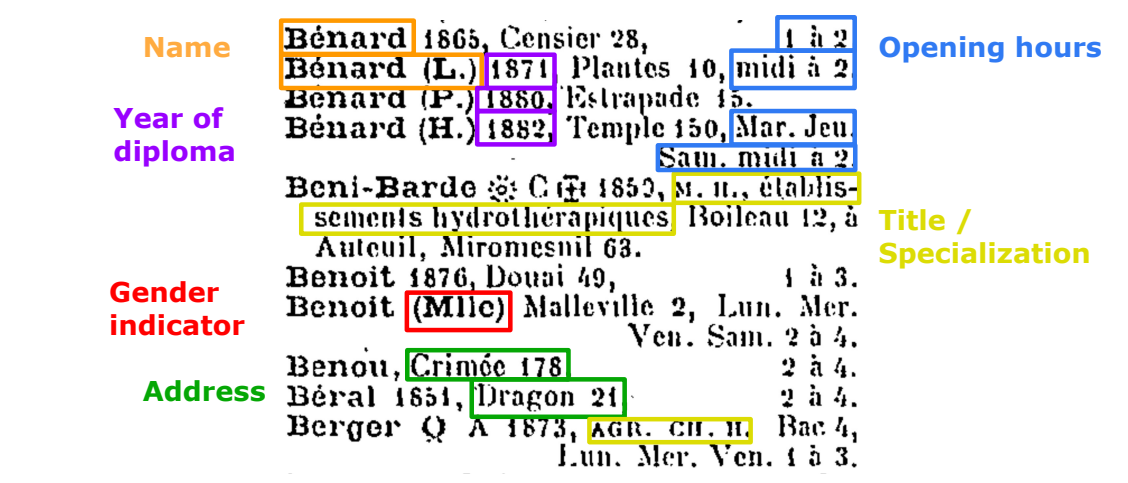 Name
Bénard 1865, Censier 28, 1 à 2
Opening hours
Bénard (L.) 1871, Plantes 10, midi à 2.
Bénard (P.) 1880, Estrapade 15.
Year of
diploma
Bénard (H.) 1882, Temple 150, Mar. Jeu.
Sam. midi à 2.
Beni-Barde C 1859, M. H., établis-
sements hydrothérapiques, Boileau 12, à
Auteuil, Miromesnil 63.
Title /
Specialization
Benoit 1876, Douai 49, 1 à 3.
Gender
indicator
Benoit (Mlle) Malleville 2, Lun. Mer.
Ven. Sam. 2 à 4.
Address
Benou, Crimée 178, 2 à 4.
Béral 1851, Dragon 21, 2 à 4.
Berger Q A 1873, AGR. CH. H. Bac 4,
Lun. Mer. Ven. 1 à 3.